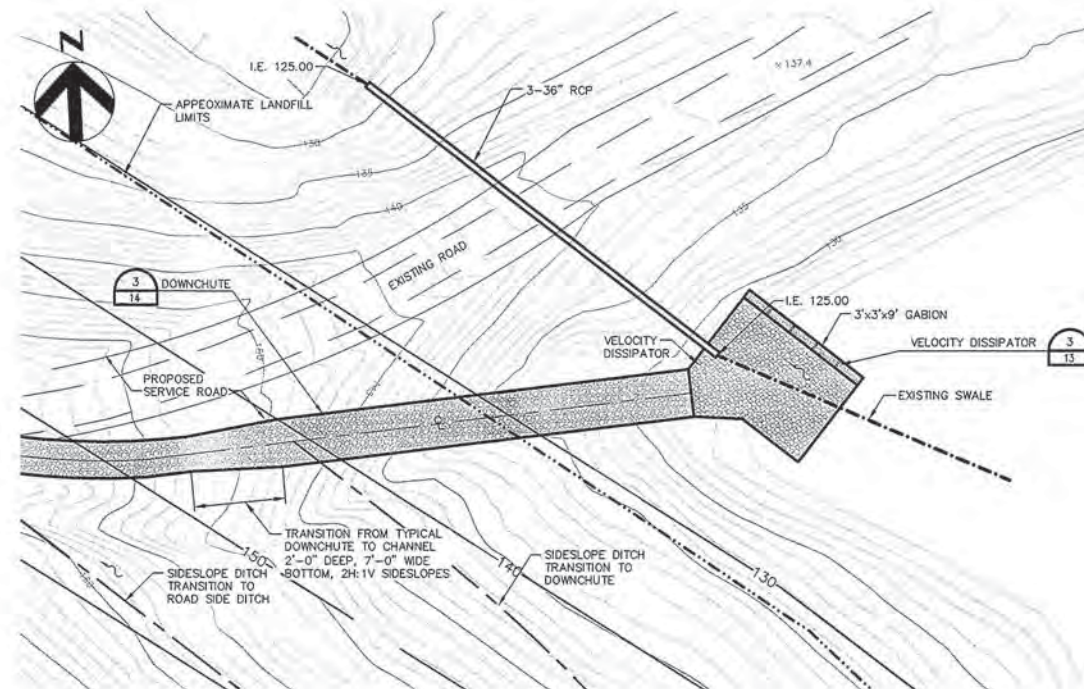 N
I.E. 125.00
APPEOXIMATE LANDFILL
LIMITS
3-36" RCP
× 137.4
130
135
140
135
130
EXISTING ROAD
3
14
DOWNCHUTE
I.E. 125.00
3'x3'x9' GABION
VELOCITY
DISSIPATOR
VELOCITY DISSIPATOR
3
13
EXISTING SWALE
PROPOSED
SERVICE ROAD
℄
TRANSITION FROM TYPICAL
DOWNCHUTE TO CHANNEL
2'-0" DEEP, 7'-0" WIDE
BOTTOM, 2H:1V SIDESLOPES
150
140
130
SIDESLOPE DITCH
TRANSITION TO
DOWNCHUTE
SIDESLOPE DITCH
TRANSITION TO
ROAD SIDE DITCH